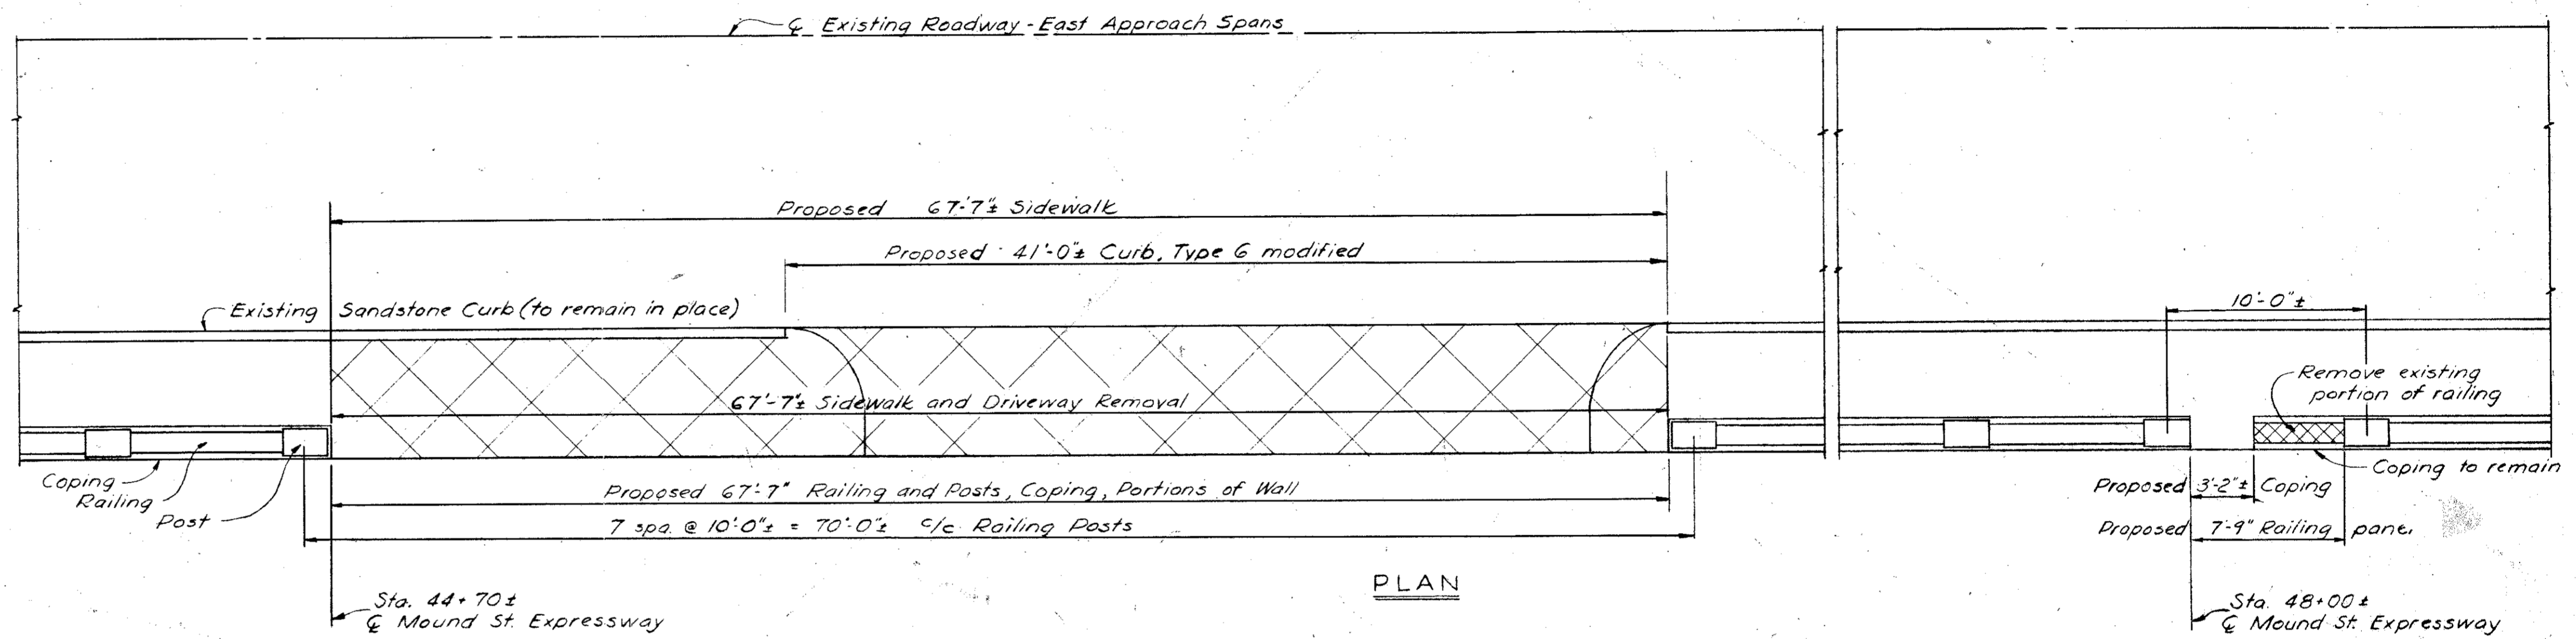 ℄ Existing Roadway - East Approach Spans
Proposed 67'-7"± Sidewalk
Proposed 41'-0"± Curb, Type 6 modified
Existing Sandstone Curb (to remain in place)
10'-0"±
Remove existing
portion of railing
67'-7"± Sidewalk and Driveway Removal
Coping
Railing
Post
Coping to remain
Proposed 67'-7" Railing and Posts, Coping, Portions of Wall
Proposed 3'-2"± Coping
7 spa. @ 10'-0"± = 70'-0"± c/c Railing Posts
Proposed 7'-9" Railing panel
PLAN
Sta. 44+70±
℄ Mound St. Expressway
Sta. 48+00±
℄ Mound St. Expressway